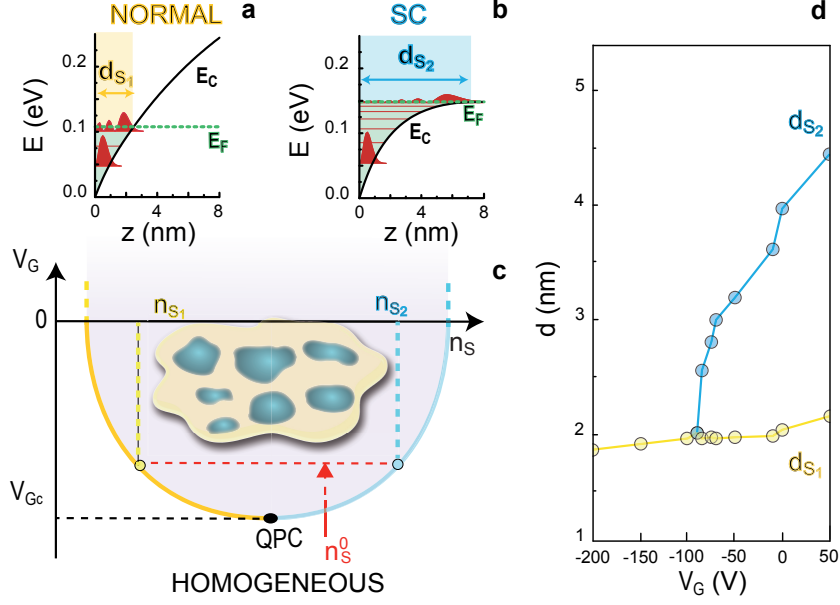 NORMAL
a
d_S1
E_C
E_F
E (eV)
0.2
0.1
0.0
0
4
8
z (nm)
SC
b
d_S2
E_C
E_F
E (eV)
0.2
0.1
0.0
0
4
8
z (nm)
c
V_G
0
n_S1
n_S2
n_S
V_Gc
QPC
n_S^0
HOMOGENEOUS
d
d (nm)
5
4
3
2
1
d_S2
d_S1
-200
-150
-100
-50
0
50
V_G (V)